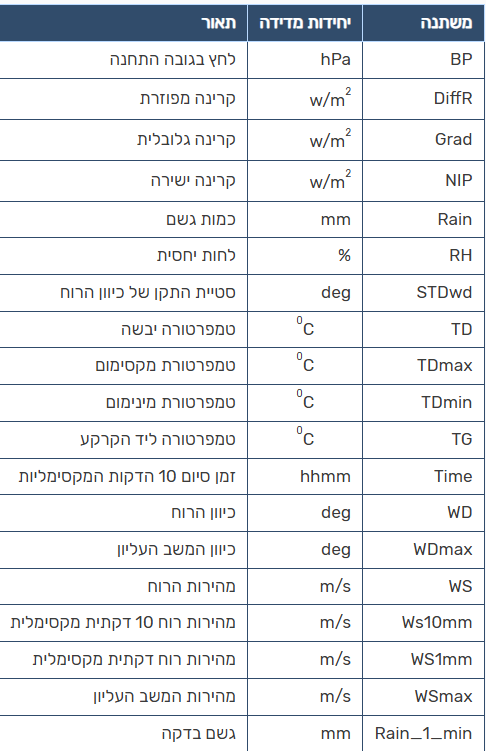 משתנה יחידות מדידה תאור
BP hPa לחץ בגובה התחנה
DiffR w/m² קרינה מפוזרת
Grad w/m² קרינה גלובלית
NIP w/m² קרינה ישירה
Rain mm כמות גשם
RH % לחות יחסית
STDwd deg סטיית התקן של כיוון הרוח
TD ⁰C טמפרטורה יבשה
TDmax ⁰C טמפרטורת מקסימום
TDmin ⁰C טמפרטורת מינימום
TG ⁰C טמפרטורה ליד הקרקע
Time hhmm זמן סיום 10 הדקות המקסימליות
WD deg כיוון הרוח
WDmax deg כיוון המשב העליון
WS m/s מהירות הרוח
Ws10mm m/s מהירות רוח 10 דקתית מקסימלית
WS1mm m/s מהירות רוח דקתית מקסימלית
WSmax m/s מהירות המשב העליון
Rain_1_min mm גשם בדקה